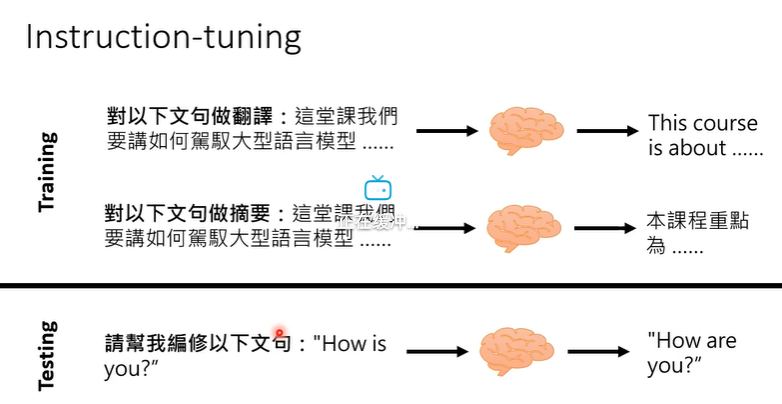 Instruction-tuning
Training
對以下文句做翻譯：這堂課我們
要講如何駕馭大型語言模型 ......
This course
is about ......
對以下文句做摘要：這堂課我們
要講如何駕馭大型語言模型 ......
正在缓冲...
本課程重點
為 ......
Testing
請幫我編修以下文句："How is
you?”
"How are
you?”